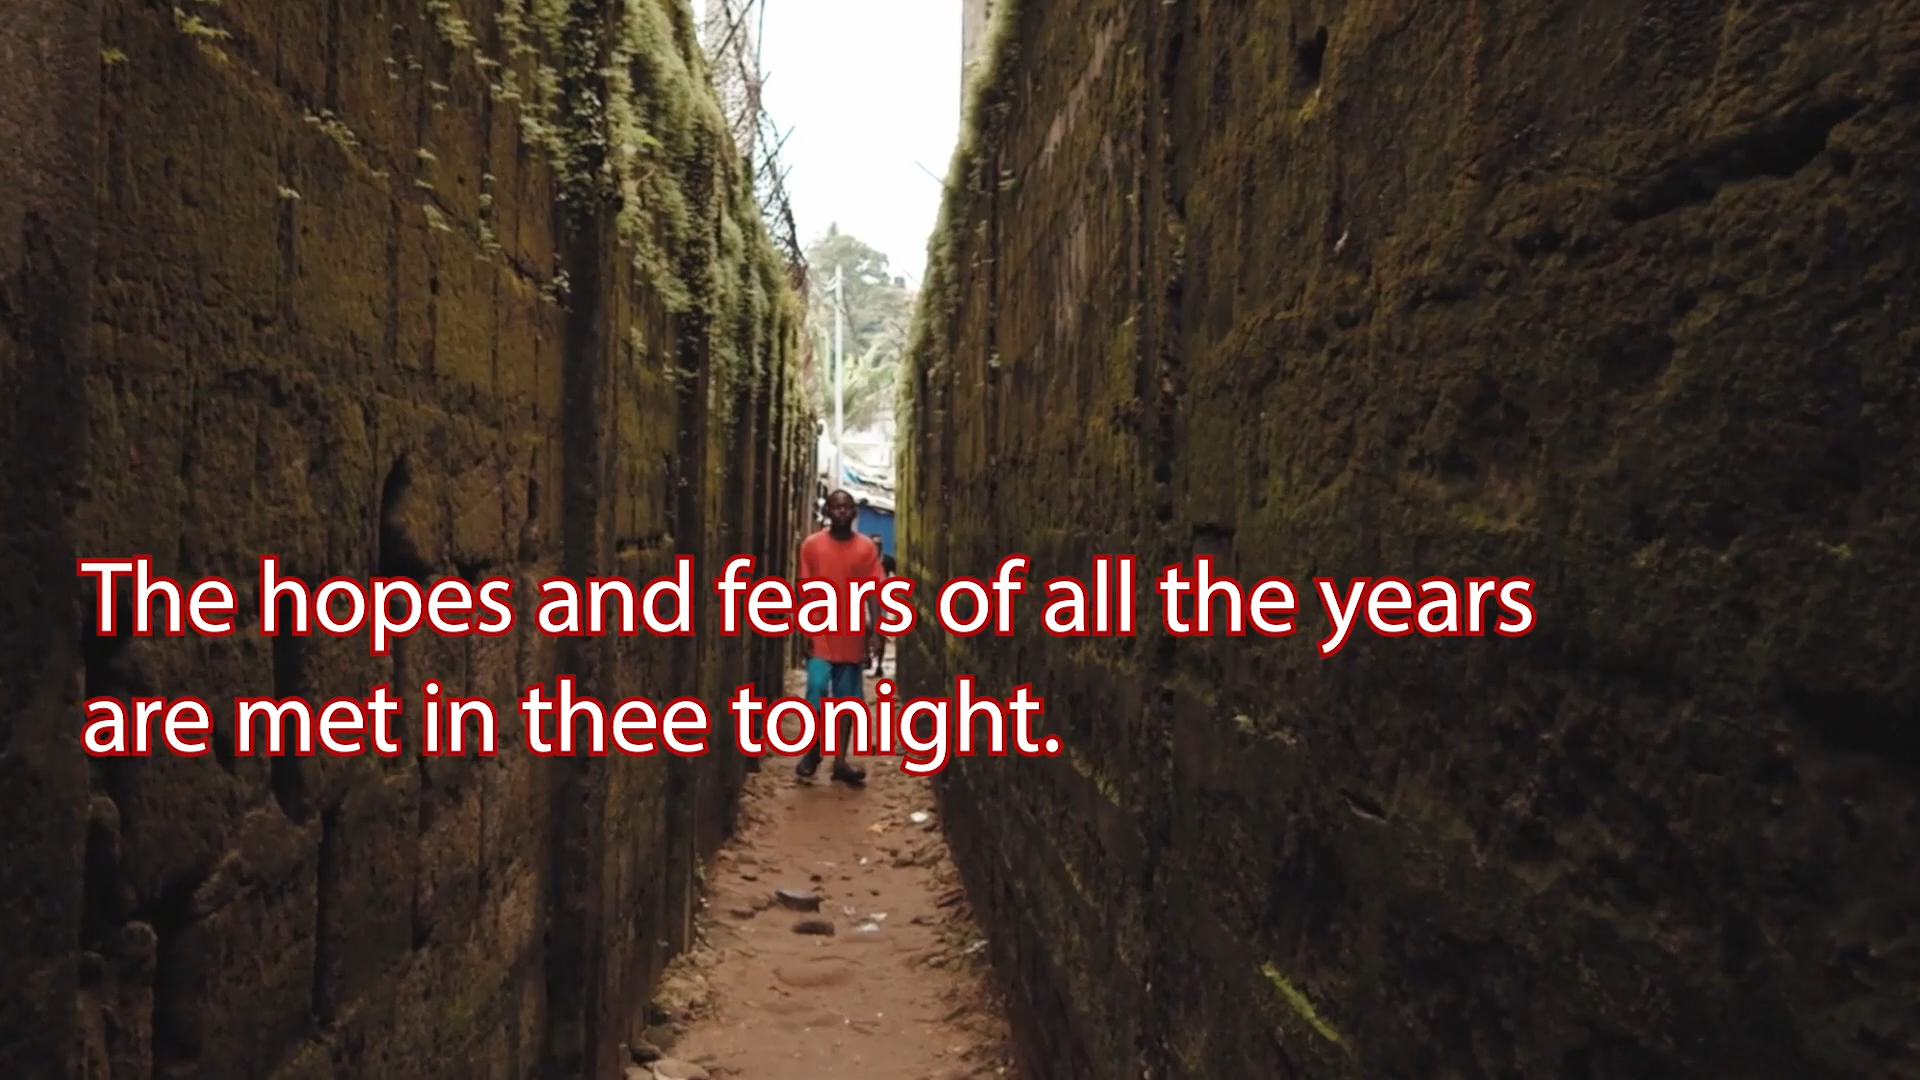 The hopes and fears of all the years
are met in thee tonight.